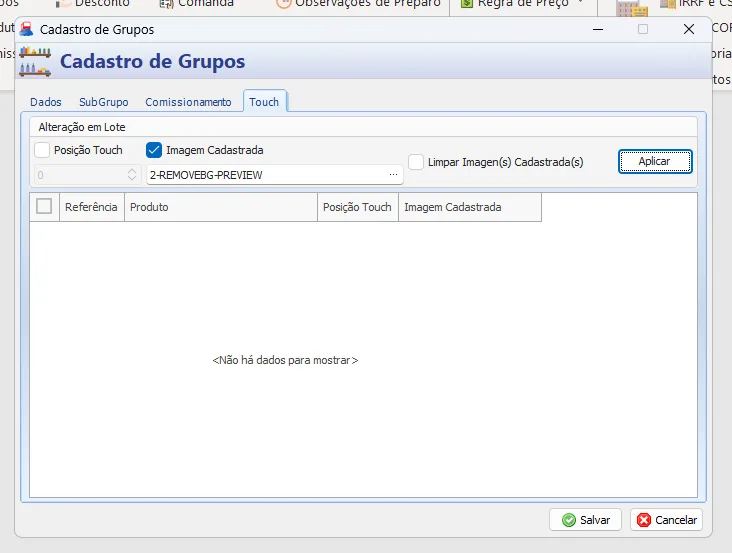 Desconto Comanda Observações de Preparo Regra de Preço IRRF e CS
Cadastro de Grupos
Cadastro de Grupos
Dados SubGrupo Comissionamento Touch
Alteração em Lote
Posição Touch Imagem Cadastrada
Limpar Imagen(s) Cadastrada(s) Aplicar
0 2-REMOVEBG-PREVIEW ...
Referência Produto Posição Touch Imagem Cadastrada
<Não há dados para mostrar>
Salvar Cancelar